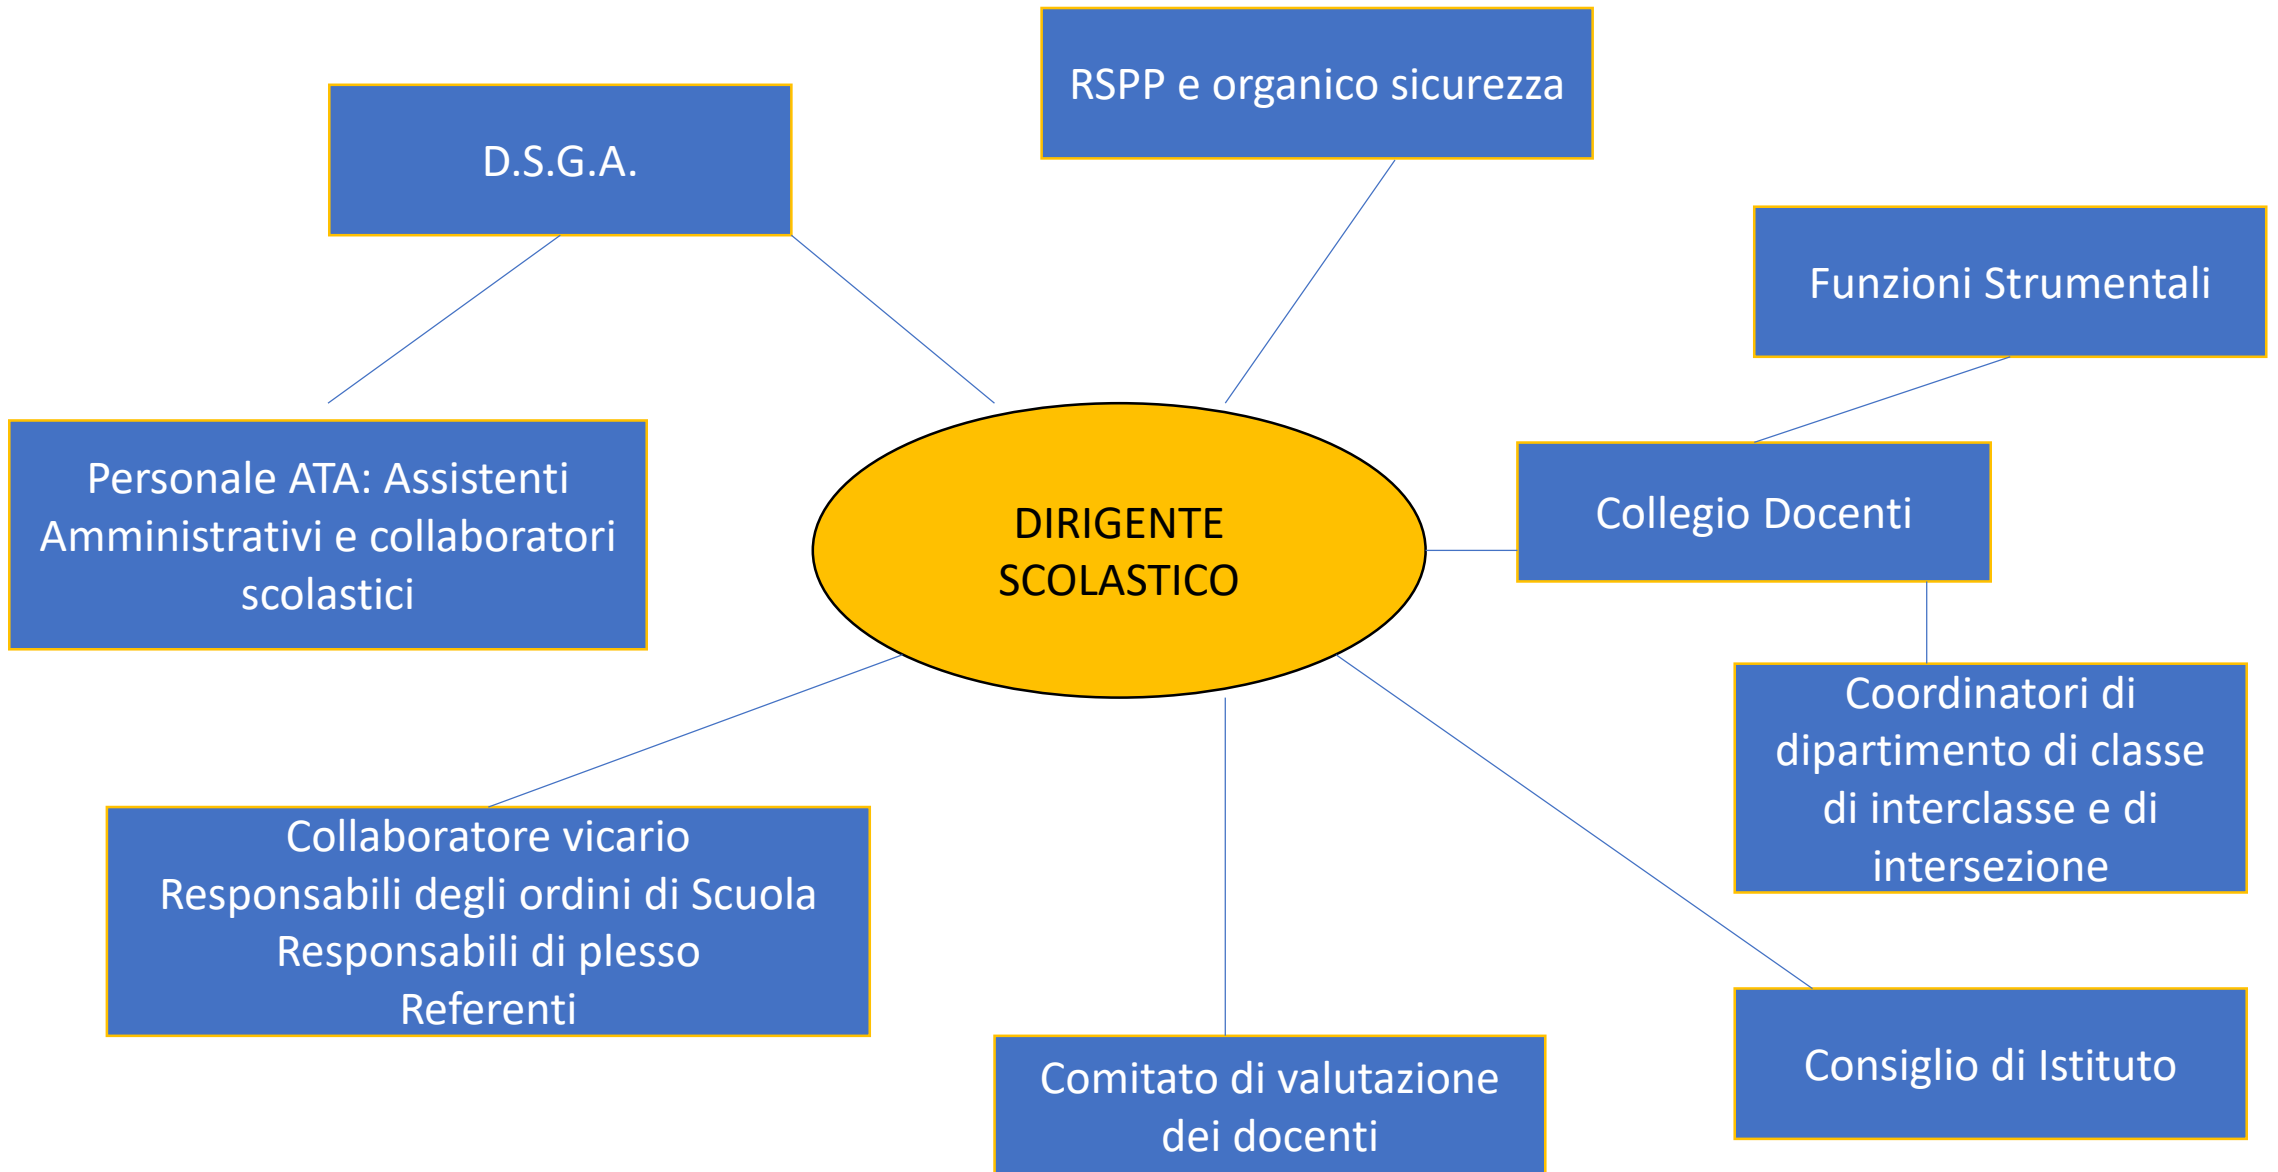 RSPP e organico sicurezza
D.S.G.A.
Funzioni Strumentali
Personale ATA: Assistenti
Amministrativi e collaboratori
scolastici
DIRIGENTE
SCOLASTICO
Collegio Docenti
Coordinatori di
dipartimento di classe
di interclasse e di
intersezione
Collaboratore vicario
Responsabili degli ordini di Scuola
Responsabili di plesso
Referenti
Comitato di valutazione
dei docenti
Consiglio di Istituto